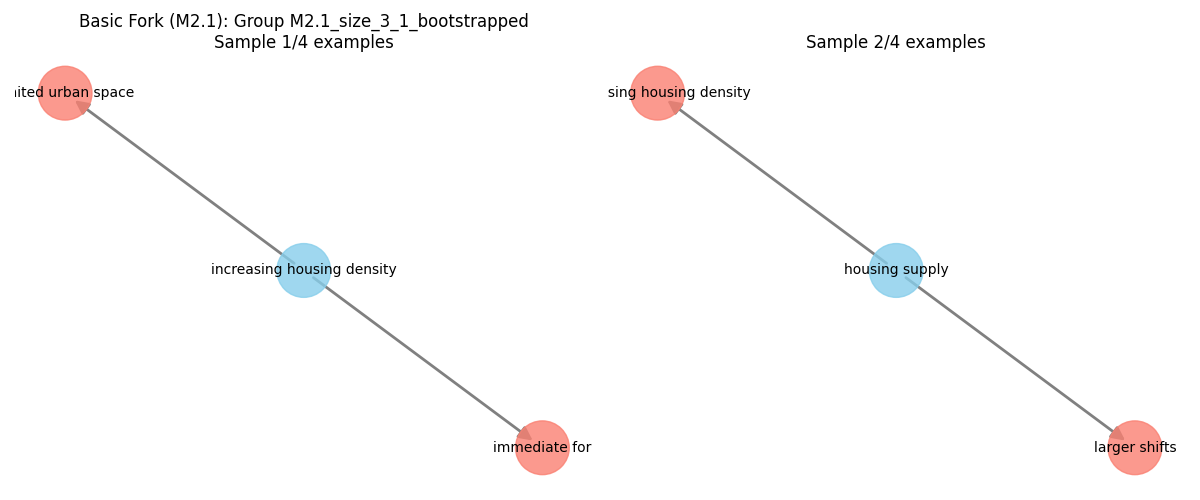 Basic Fork (M2.1): Group M2.1_size_3_1_bootstrapped
Sample 1/4 examples
Sample 2/4 examples
ited urban space
sing housing density
increasing housing density
housing supply
immediate for
larger shifts